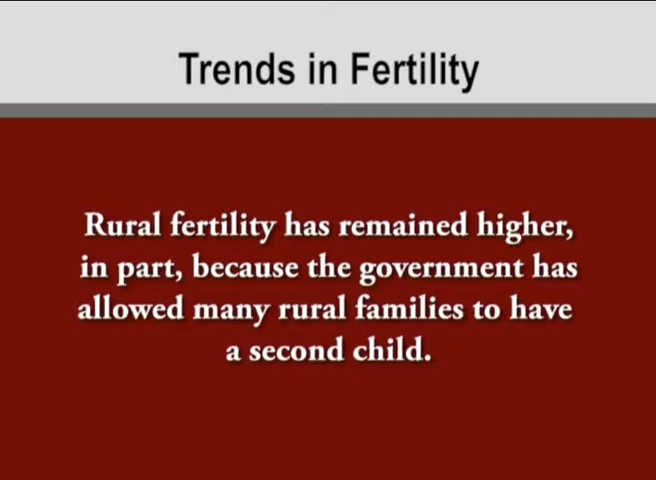 Trends in Fertility
Rural fertility has remained higher,
in part, because the government has
allowed many rural families to have
a second child.